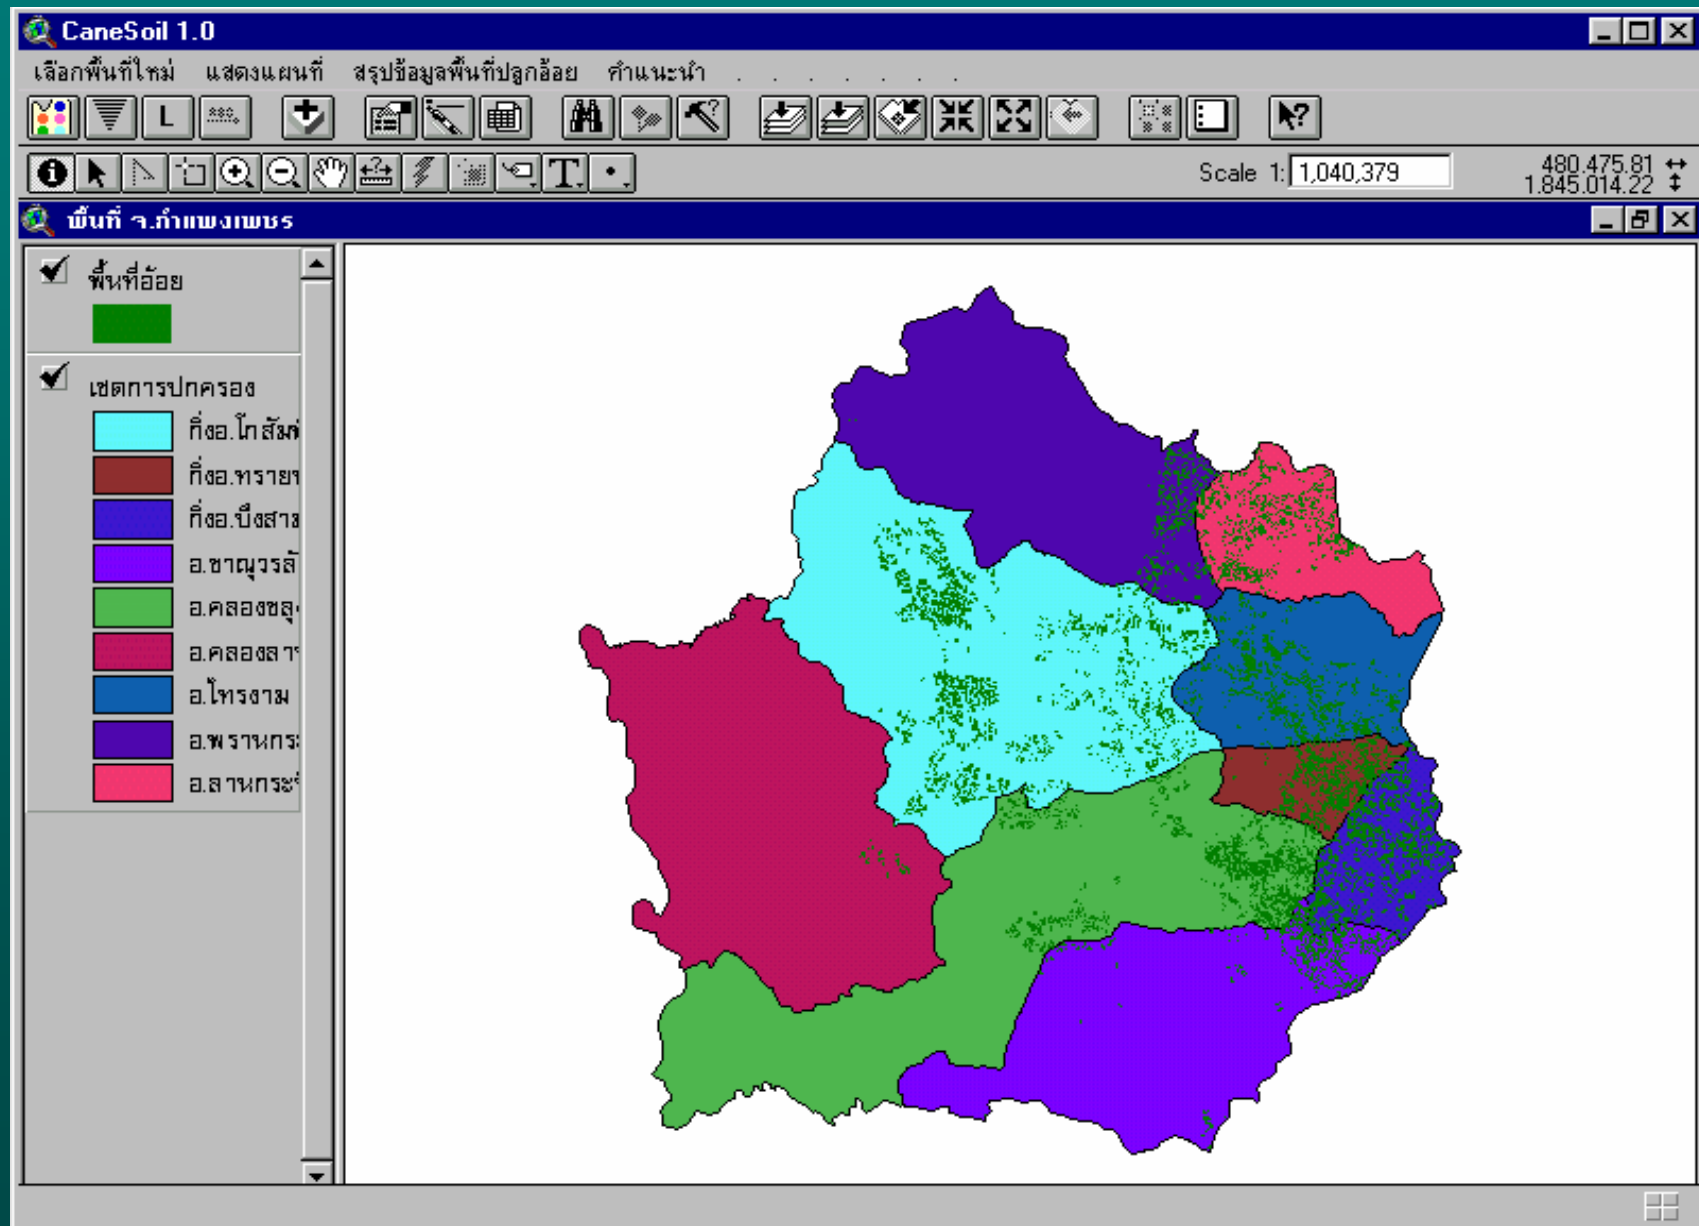 CaneSoil 1.0
เลือกพื้นที่ใหม่ แสดงแผนที่ สรุปข้อมูลพื้นที่ปลูกอ้อย คำแนะนำ . . . . . . .
L
Scale 1: 1,040,379 480,475.81
1,845,014.22
พื้นที่ จ.กำแพงเพชร
พื้นที่อ้อย
เขตการปกครอง
กิ่งอ.โกสัมพ
กิ่งอ.ทราย
กิ่งอ.บึงสาม
อ.ขาณุวรลั
อ.คลองขลุ
อ.คลองลา
อ.ไทรงาม
อ.พรานกระ
อ.ลานกระ